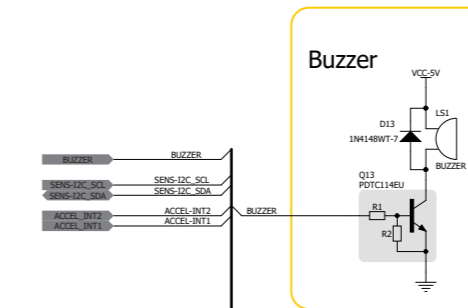 Buzzer
VCC-5V
LS1
D13
1N4148WT-7
BUZZER
Q13
PDTC114EU
R1
R2
BUZZER BUZZER
SENS-I2C_SCL SENS-I2C_SCL
SENS-I2C_SDA SENS-I2C_SDA
ACCEL_INT2 ACCEL-INT2 BUZZER
ACCEL_INT1 ACCEL-INT1